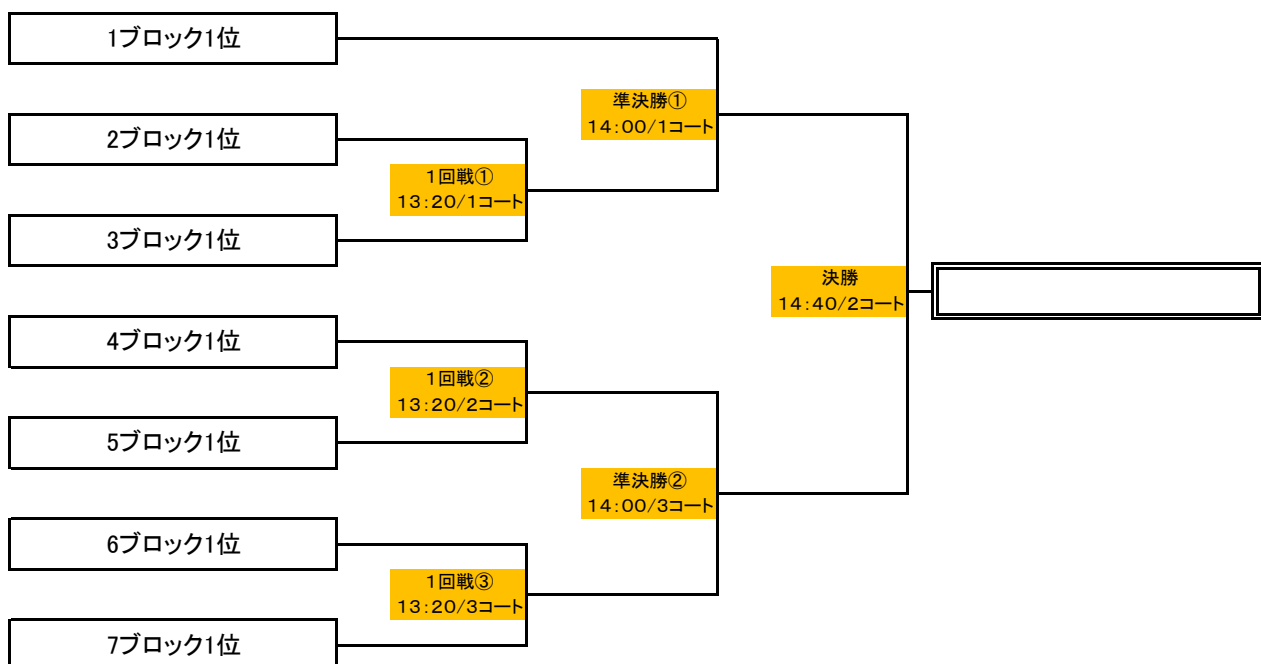 1ブロック1位
準決勝①
14:00/1コート
2ブロック1位
1回戦①
13:20/1コート
3ブロック1位
決勝
14:40/2コート
4ブロック1位
1回戦②
13:20/2コート
5ブロック1位
準決勝②
14:00/3コート
6ブロック1位
1回戦③
13:20/3コート
7ブロック1位